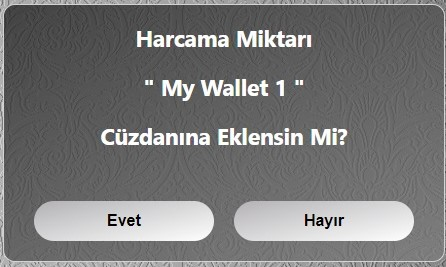 Harcama Miktarı
" My Wallet 1 "
Cüzdanına Eklensin Mi?
Evet
Hayır